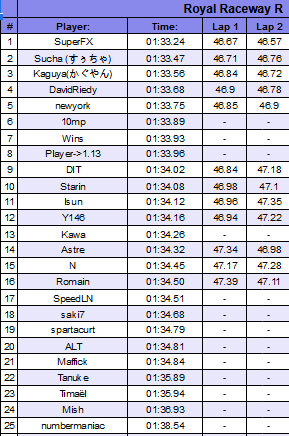 Royal Raceway R
# Player: Time: Lap 1 Lap 2
1 SuperFX 01:33.24 46.67 46.57
2 Sucha (すぅちゃ) 01:33.47 46.71 46.76
3 Kaguya(かぐやん) 01:33.56 46.84 46.72
4 DavidRiedy 01:33.68 46.9 46.78
5 newyork 01:33.75 46.85 46.9
6 10mp 01:33.89 - -
7 Wins 01:33.93 - -
8 Player->1.13 01:33.96 - -
9 DIT 01:34.02 46.84 47.18
10 Starin 01:34.08 46.98 47.1
11 Isun 01:34.12 46.96 47.35
12 Y146 01:34.16 46.94 47.22
13 Kawa 01:34.26 - -
14 Astre 01:34.32 47.34 46.98
15 N 01:34.45 47.17 47.28
16 Romain 01:34.50 47.39 47.11
17 SpeedLN 01:34.51 - -
18 saki7 01:34.68 - -
19 spartacurt 01:34.79 - -
20 ALT 01:34.81 - -
21 Maffick 01:34.84 - -
22 Tanuke 01:35.89 - -
23 Timaël 01:35.94 - -
24 Mish 01:36.93 - -
25 numbermaniac 01:38.54 - -